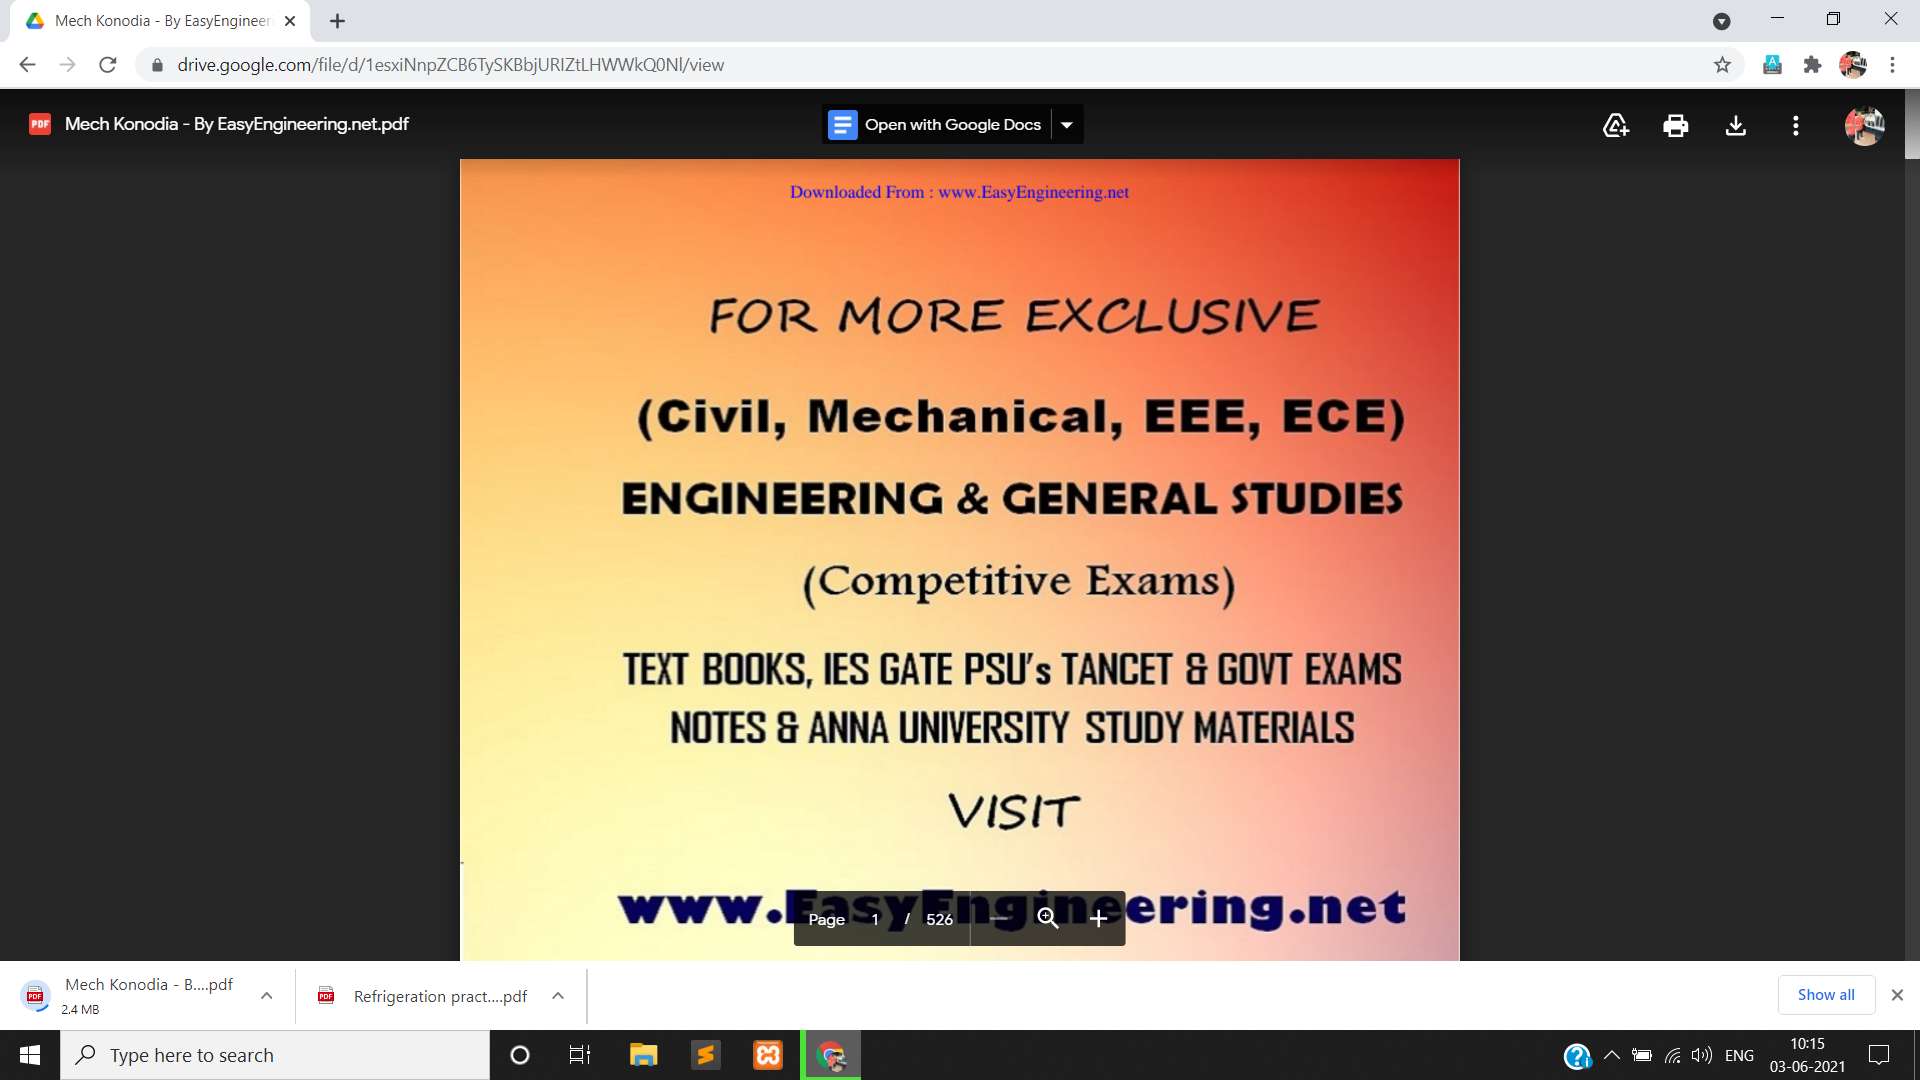 Mech Konodia - By EasyEngineer
drive.google.com/file/d/1esxiNnpZCB6TySKBbjURIZtLHWWkQ0Nl/view
PDF Mech Konodia - By EasyEngineering.net.pdf
Open with Google Docs
Downloaded From : www.EasyEngineering.net
FOR MORE EXCLUSIVE
(Civil, Mechanical, EEE, ECE)
ENGINEERING & GENERAL STUDIES
(Competitive Exams)
TEXT BOOKS, IES GATE PSU's TANCET & GOVT EXAMS
NOTES & ANNA UNIVERSITY STUDY MATERIALS
VISIT
www.EasyEngineering.net
Page 1 / 526
PDF Mech Konodia - B....pdf
2.4 MB
PDF Refrigeration pract....pdf
Show all
Type here to search
ENG
10:15
03-06-2021